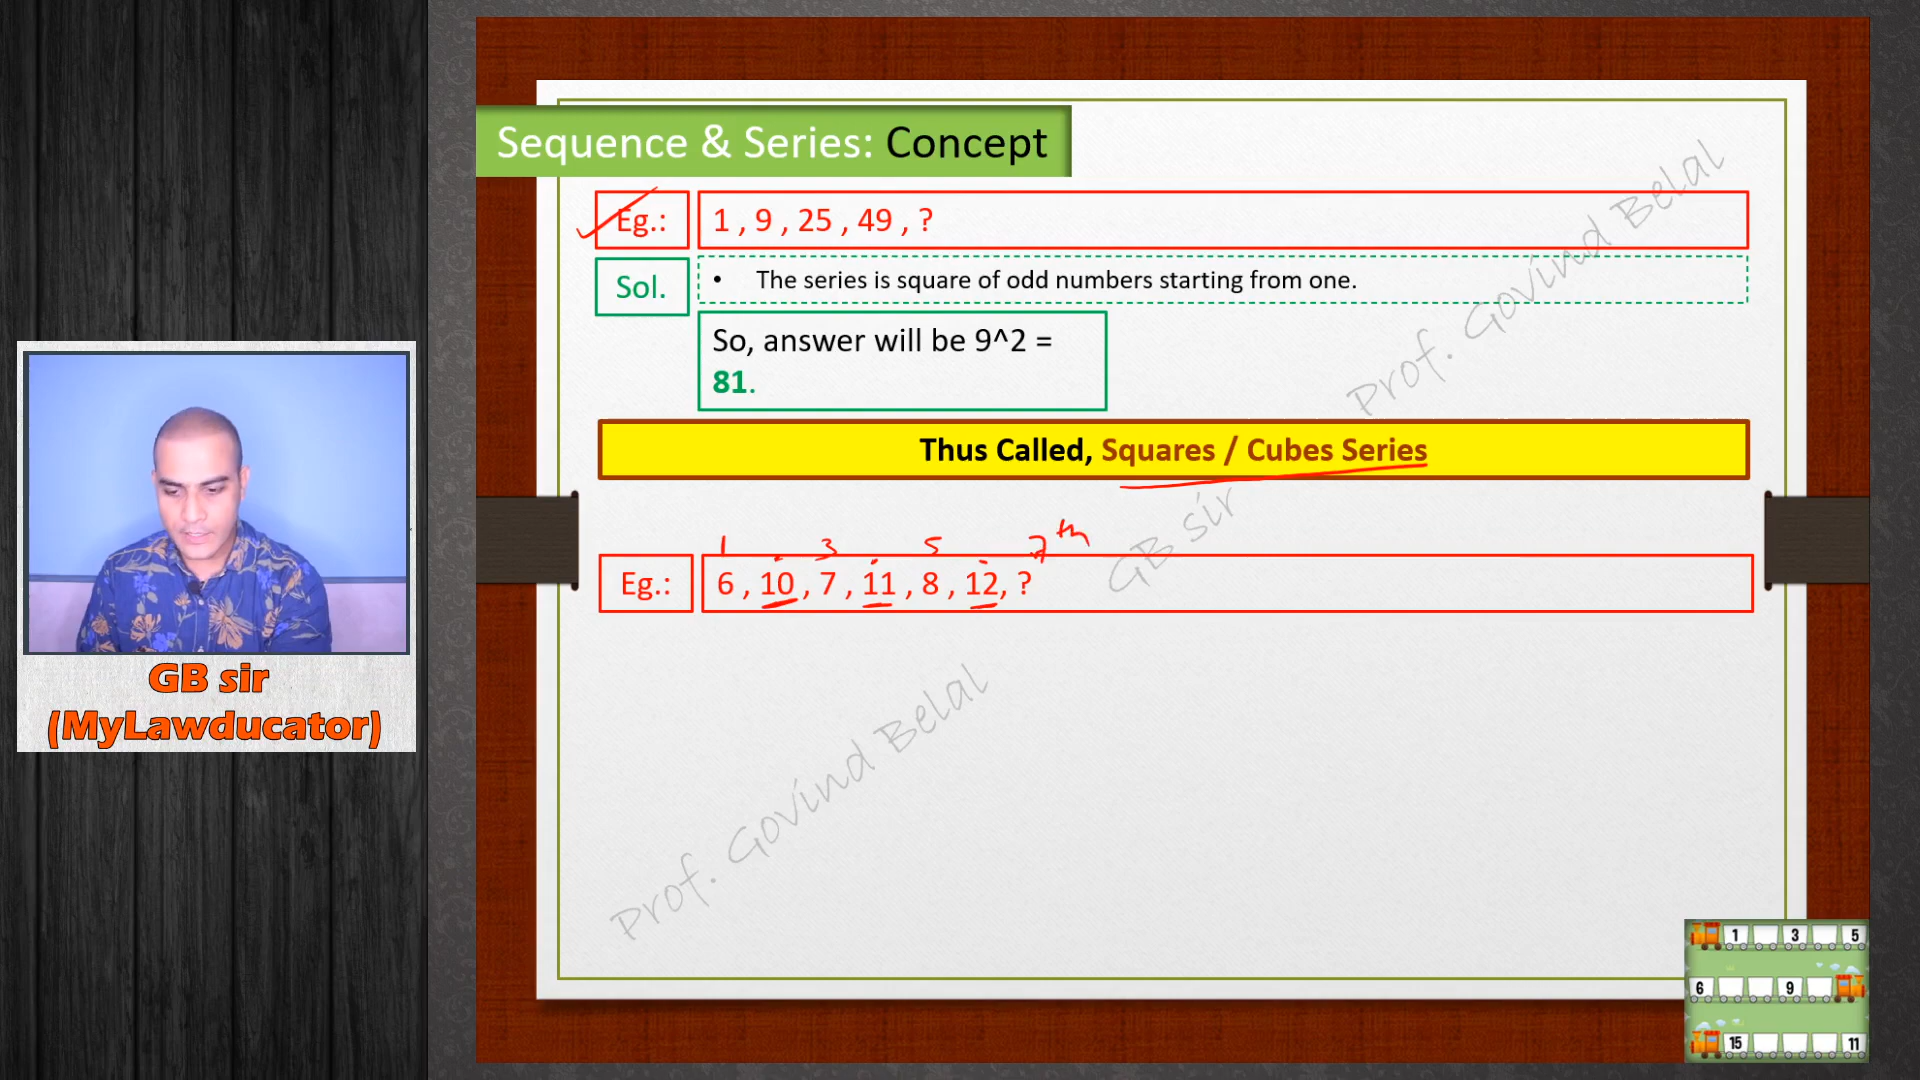 Sequence & Series: Concept
Eg.:
1 , 9 , 25 , 49 , ?
Sol.
• The series is square of odd numbers starting from one.
So, answer will be 9^2 =
81.
Thus Called, Squares / Cubes Series
1 3 5 7th
Eg.:
6 , 10 , 7 , 11 , 8 , 12, ?
Prof. Govind Belal
GB sir
Prof. Govind Belal
GB sir
(MyLawducator)
1 3 5
6 9
15 11